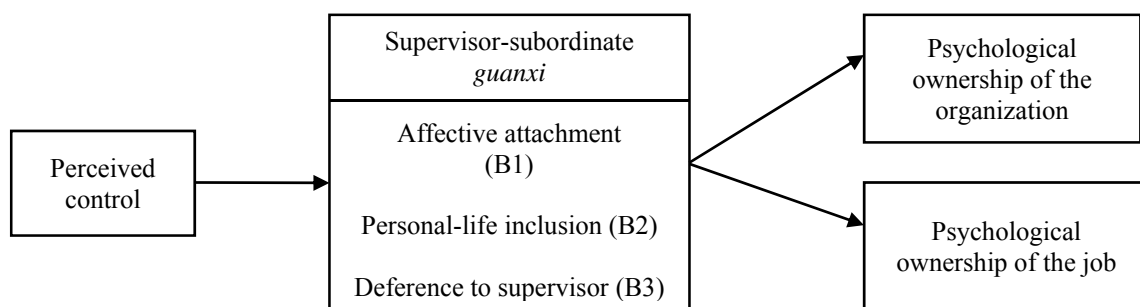 Perceived
control
Supervisor-subordinate
guanxi
Affective attachment
(B1)
Personal-life inclusion (B2)
Deference to supervisor (B3)
Psychological
ownership of the
organization
Psychological
ownership of the job